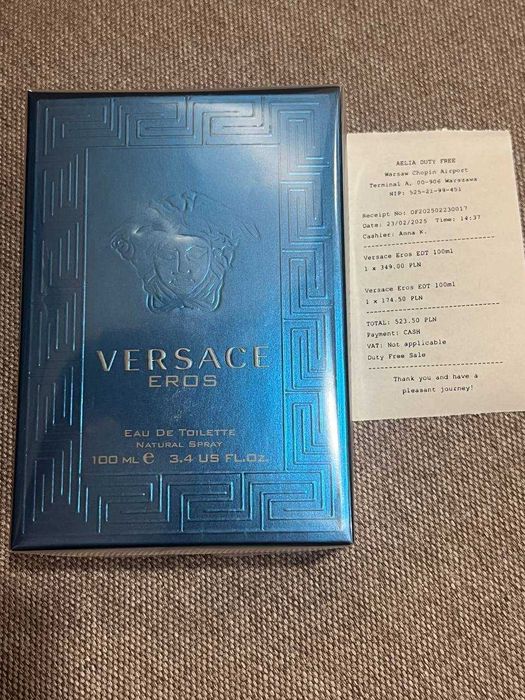 VERSACE
EROS
EAU DE TOILETTE
NATURAL SPRAY
100 ML e 3.4 US FL.OZ.
AELIA DUTY FREE
Warsaw Chopin Airport
Terminal A, 00-906 Warszawa
NIP: 525-21-99-451
Receipt No: OF202502230017
Date: 23/02/2025 Time: 14:37
Cashier: Anna K.
Versace Eros EDT 100ml
1 x 349.00 PLN
Versace Eros EDT 100ml
1 x 174.50 PLN
TOTAL: 523.50 PLN
Payment: CASH
VAT: Not applicable
Duty Free Sale
Thank you and have a
pleasant journey!